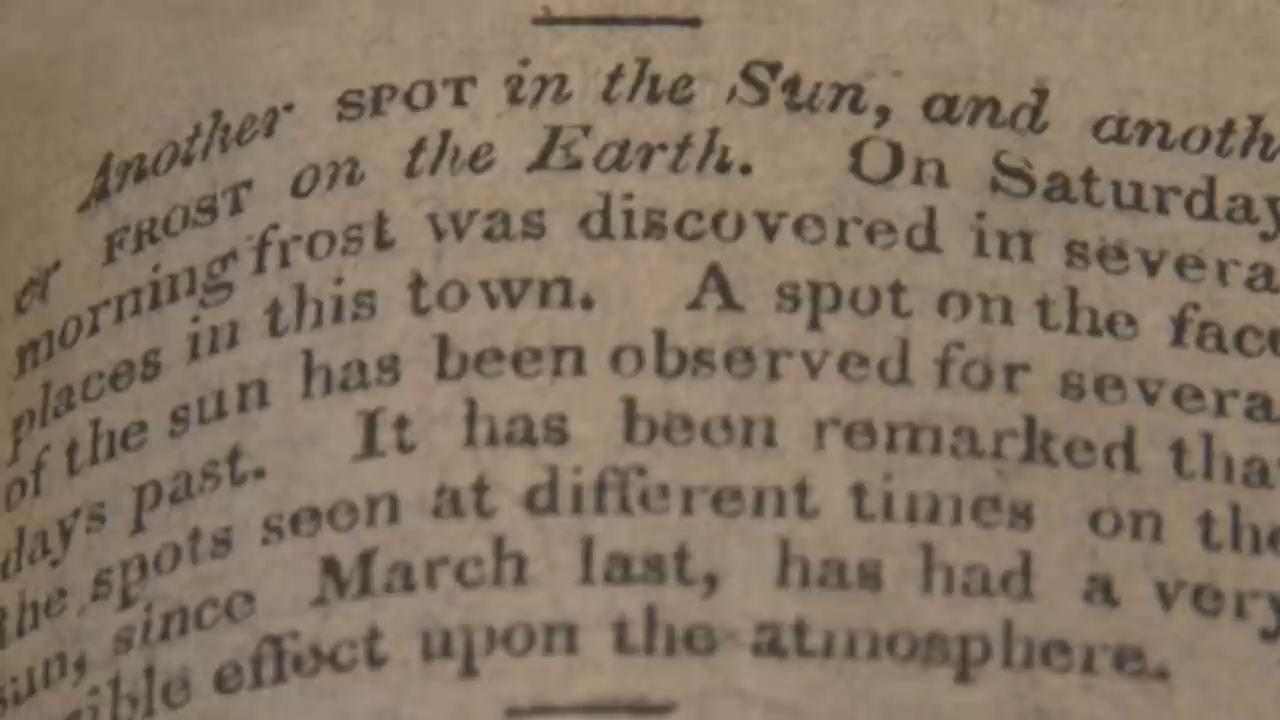 Another SPOT in the Sun, and anoth
er FROST on the Earth. On Saturday
morning frost was discovered in severa
places in this town. A spot on the face
of the sun has been observed for severa
days past. It has been remarked that
the spots seen at different times on the
sun, since March last, has had a very
sible effect upon the atmosphere.